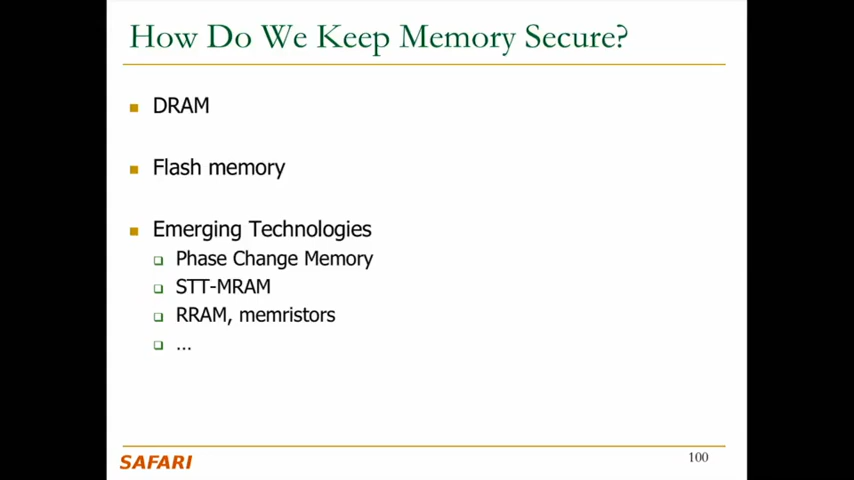 How Do We Keep Memory Secure?
DRAM
Flash memory
Emerging Technologies
Phase Change Memory
STT-MRAM
RRAM, memristors
...
SAFARI
100